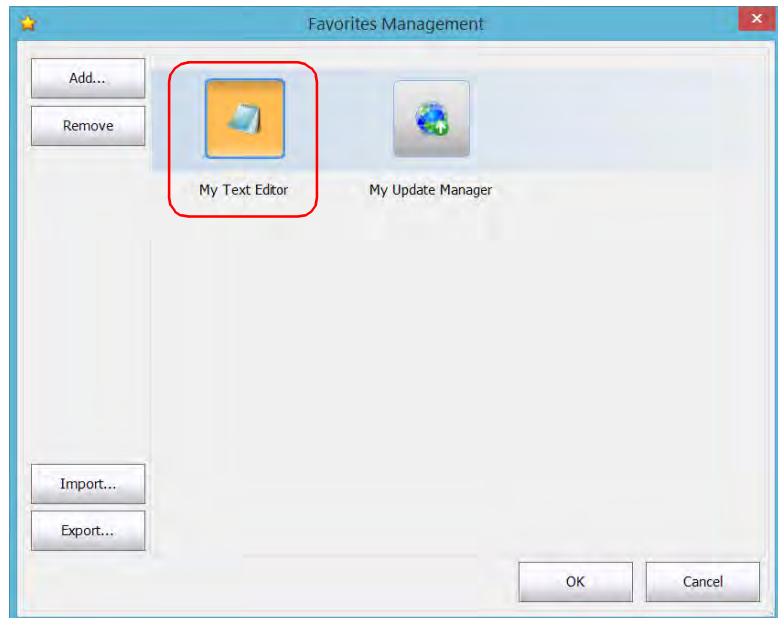 Favorites Management
Add...
Remove
My Text Editor
My Update Manager
Import...
Export...
OK
Cancel